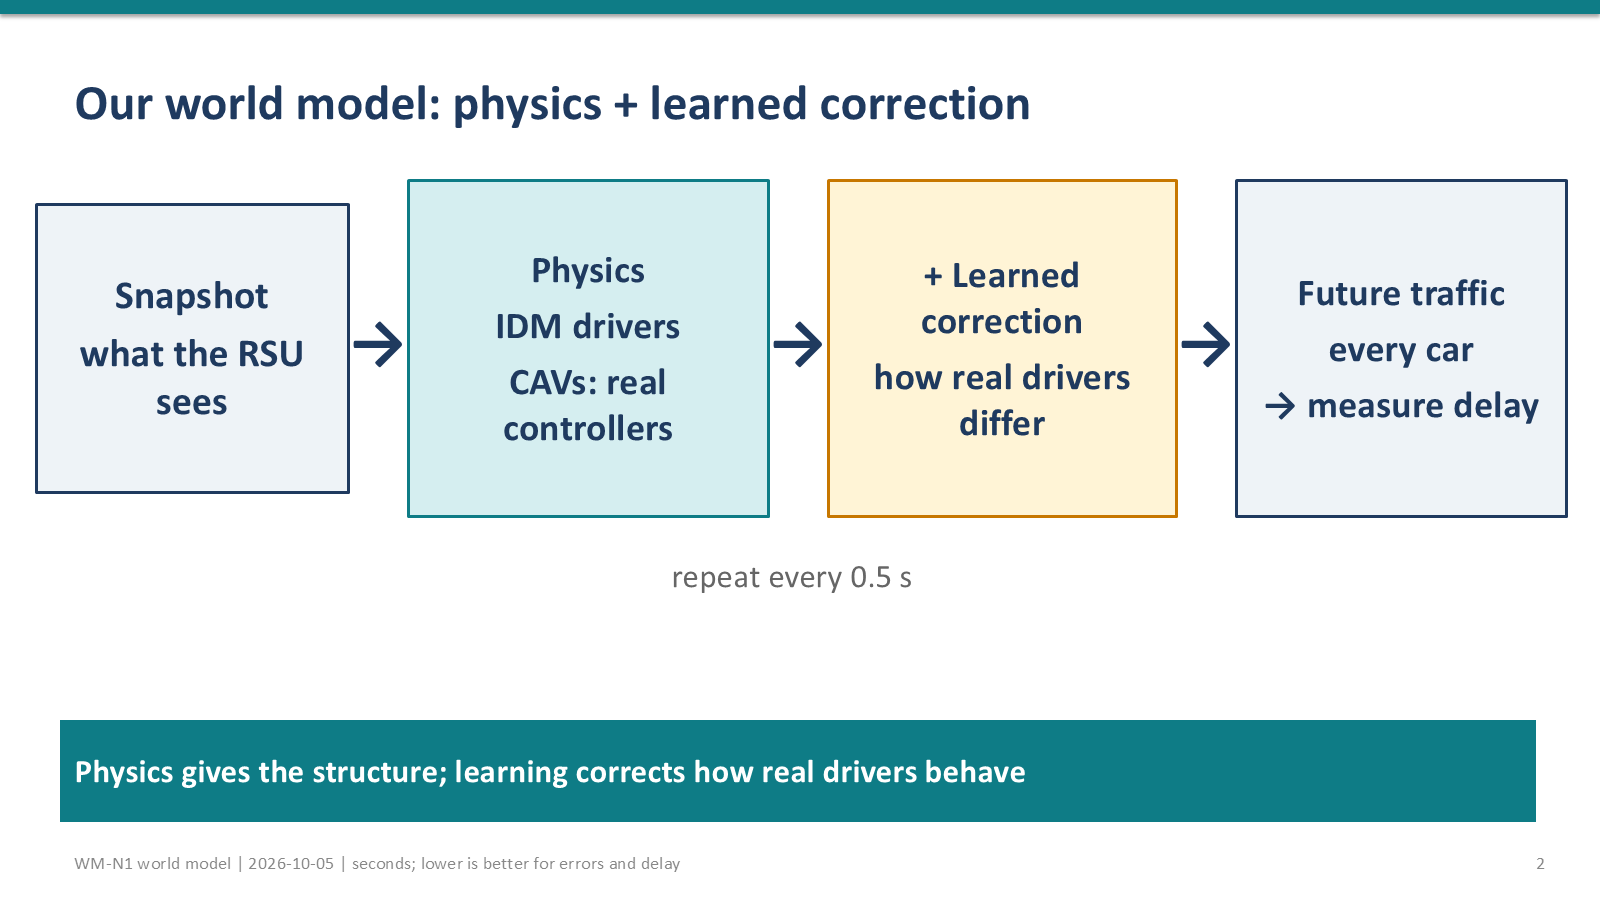 Our world model: physics + learned correction
Snapshot
what the RSU
sees
→
Physics
IDM drivers
CAVs: real
controllers
→
+ Learned
correction
how real drivers
differ
→
Future traffic
every car
→ measure delay
repeat every 0.5 s
Physics gives the structure; learning corrects how real drivers behave
WM-N1 world model | 2026-10-05 | seconds; lower is better for errors and delay
2